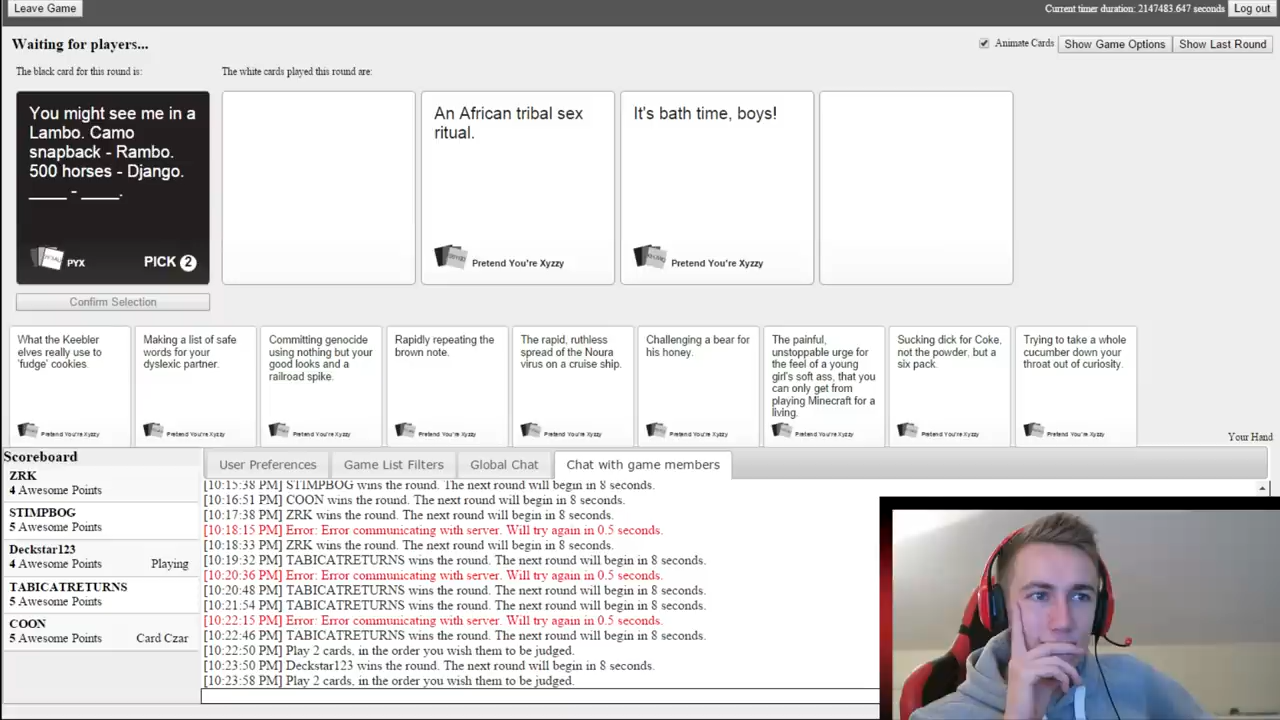 Leave Game
Current timer duration: 2147483.647 seconds
Log out
Waiting for players...
Animate Cards
Show Game Options
Show Last Round
The black card for this round is:
The white cards played this round are:
You might see me in a
Lambo. Camo
snapback - Rambo.
500 horses - Django.
____ - ____.
PYX
PICK 2
An African tribal sex
ritual.
Pretend You're Xyzzy
It's bath time, boys!
Pretend You're Xyzzy
Confirm Selection
What the Keebler
elves really use to
'fudge' cookies.
Pretend You're Xyzzy
Making a list of safe
words for your
dyslexic partner.
Pretend You're Xyzzy
Committing genocide
using nothing but your
good looks and a
railroad spike.
Pretend You're Xyzzy
Rapidly repeating the
brown note.
Pretend You're Xyzzy
The rapid, ruthless
spread of the Noura
virus on a cruise ship.
Pretend You're Xyzzy
Challenging a bear for
his honey.
Pretend You're Xyzzy
The painful,
unstoppable urge for
the feel of a young
girl's soft ass, that you
can only get from
playing Minecraft for a
living.
Pretend You're Xyzzy
Sucking dick for Coke,
not the powder, but a
six pack.
Pretend You're Xyzzy
Trying to take a whole
cucumber down your
throat out of curiosity.
Pretend You're Xyzzy
Your Hand
Scoreboard
ZRK
4 Awesome Points
STIMPBOG
5 Awesome Points
Deckstar123
4 Awesome Points Playing
TABICATRETURNS
5 Awesome Points
COON
5 Awesome Points Card Czar
User Preferences
Game List Filters
Global Chat
Chat with game members
[10:15:38 PM] STIMPBOG wins the round. The next round will begin in 8 seconds.
[10:16:51 PM] COON wins the round. The next round will begin in 8 seconds.
[10:17:38 PM] ZRK wins the round. The next round will begin in 8 seconds.
[10:18:15 PM] Error: Error communicating with server. Will try again in 0.5 seconds.
[10:18:33 PM] ZRK wins the round. The next round will begin in 8 seconds.
[10:19:32 PM] TABICATRETURNS wins the round. The next round will begin in 8 seconds.
[10:20:36 PM] Error: Error communicating with server. Will try again in 0.5 seconds.
[10:20:48 PM] TABICATRETURNS wins the round. The next round will begin in 8 seconds.
[10:21:54 PM] TABICATRETURNS wins the round. The next round will begin in 8 seconds.
[10:22:15 PM] Error: Error communicating with server. Will try again in 0.5 seconds.
[10:22:46 PM] TABICATRETURNS wins the round. The next round will begin in 8 seconds.
[10:22:50 PM] Play 2 cards, in the order you wish them to be judged.
[10:23:50 PM] Deckstar123 wins the round. The next round will begin in 8 seconds.
[10:23:58 PM] Play 2 cards, in the order you wish them to be judged.